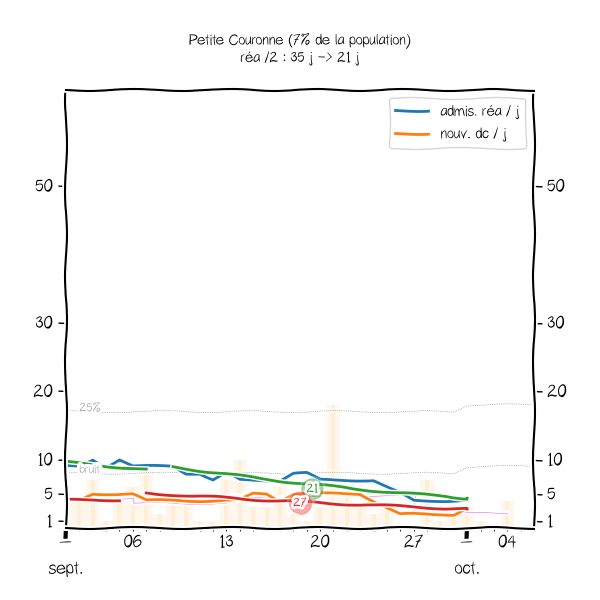 Petite Couronne (7% de la population)
réa /2 : 35 j -> 21 j
admis. réa / j
nouv. dc / j
50 50
30 30
20 20
25%
10 10
bruit
5 5
21
27
1 1
06 13 20 27 04
sept. oct.